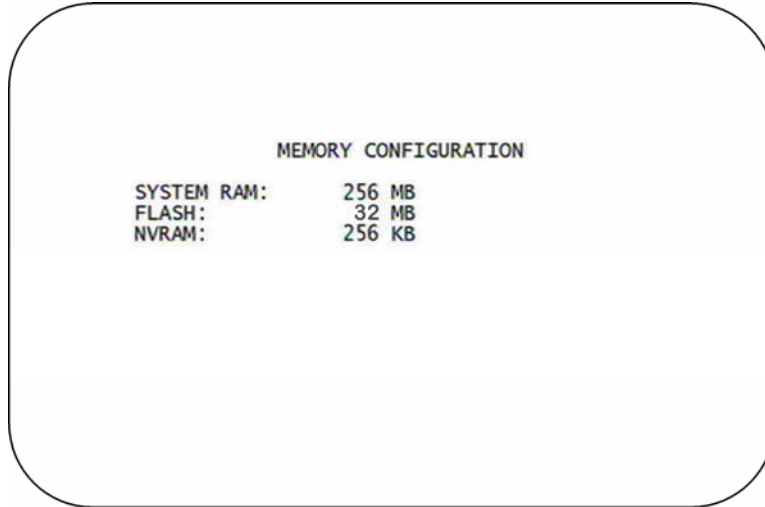 MEMORY CONFIGURATION
SYSTEM RAM: 256 MB
FLASH: 32 MB
NVRAM: 256 KB